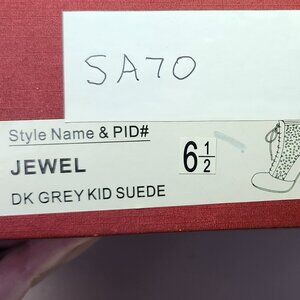 SA70
Style Name & PID#
JEWEL
6 1/2
DK GREY KID SUEDE